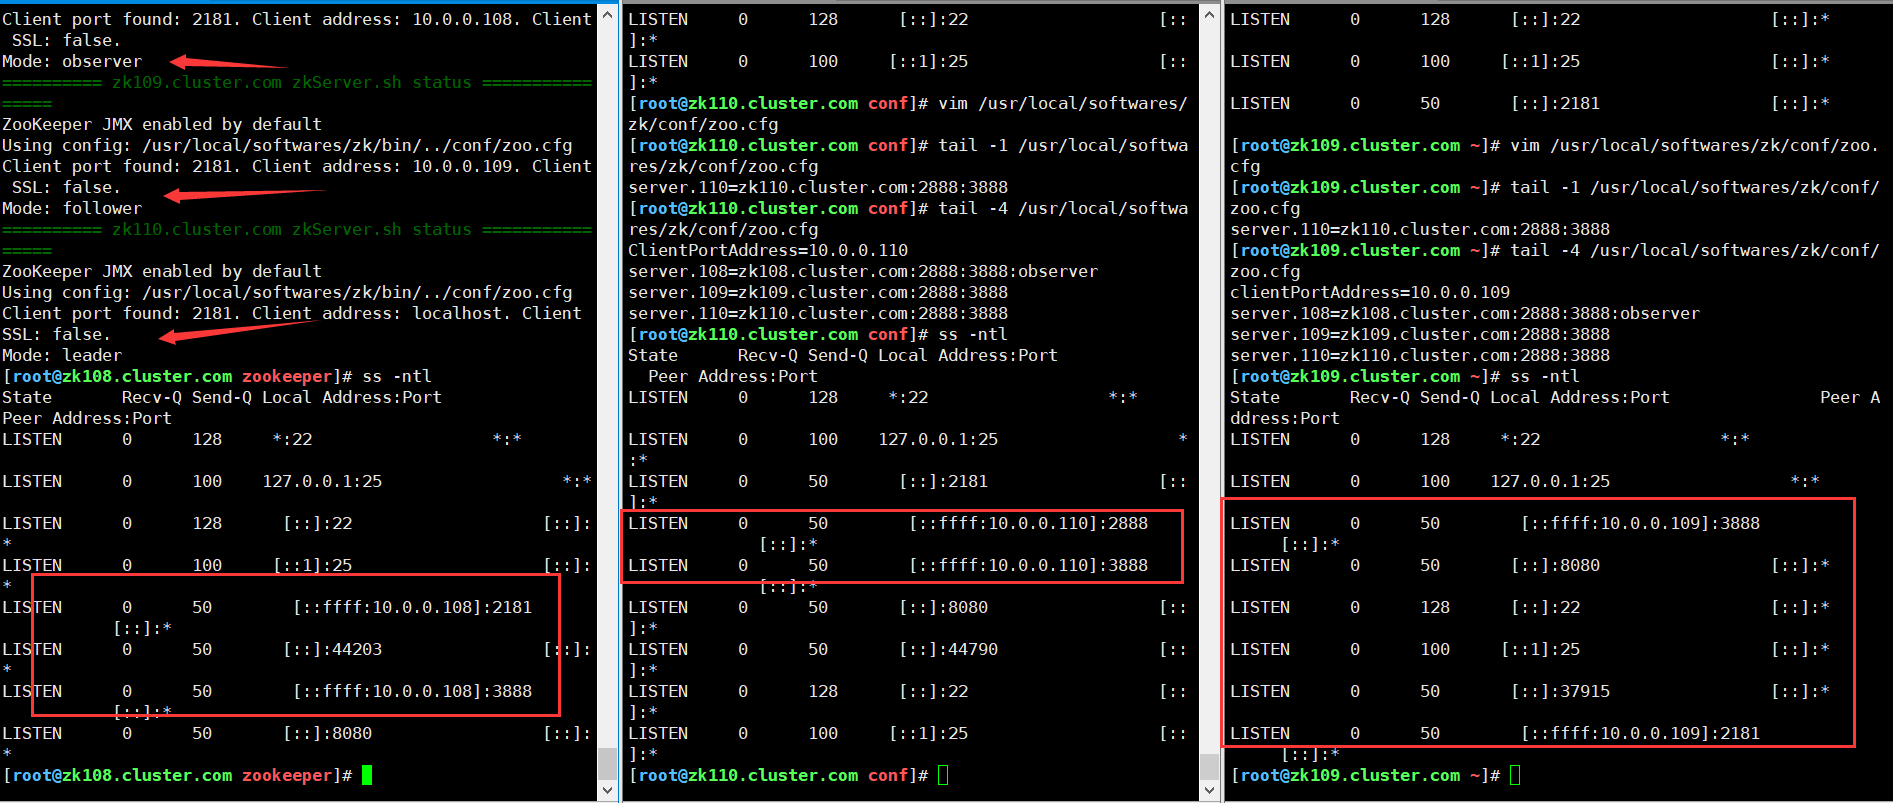 Client port found: 2181. Client address: 10.0.0.108. Client
 SSL: false.
Mode: observer
========== zk109.cluster.com zkServer.sh status ===========
=====
ZooKeeper JMX enabled by default
Using config: /usr/local/softwares/zk/bin/../conf/zoo.cfg
Client port found: 2181. Client address: 10.0.0.109. Client
 SSL: false.
Mode: follower
========== zk110.cluster.com zkServer.sh status ===========
=====
ZooKeeper JMX enabled by default
Using config: /usr/local/softwares/zk/bin/../conf/zoo.cfg
Client port found: 2181. Client address: localhost. Client
SSL: false.
Mode: leader
[root@zk108.cluster.com zookeeper]# ss -ntl
State       Recv-Q Send-Q Local Address:Port
Peer Address:Port
LISTEN      0      128     *:22                  *:*
LISTEN      0      100    127.0.0.1:25                  *:*
LISTEN      0      128      [::]:22                   [::]:
*
LISTEN      0      100     [::1]:25                   [::]:
*
LISTEN      0      50        [::ffff:10.0.0.108]:2181
           [::]:*
LISTEN      0      50       [::]:44203                [::]:
*
LISTEN      0      50        [::ffff:10.0.0.108]:3888
           [::]:*
LISTEN      0      50       [::]:8080                 [::]:
*
[root@zk108.cluster.com zookeeper]#
LISTEN     0      128      [::]:22                   [::
]:*
LISTEN     0      100     [::1]:25                   [::
]:*
[root@zk110.cluster.com conf]# vim /usr/local/softwares/
zk/conf/zoo.cfg
[root@zk110.cluster.com conf]# tail -1 /usr/local/softwa
res/zk/conf/zoo.cfg
server.110=zk110.cluster.com:2888:3888
[root@zk110.cluster.com conf]# tail -4 /usr/local/softwa
res/zk/conf/zoo.cfg
ClientPortAddress=10.0.0.110
server.108=zk108.cluster.com:2888:3888:observer
server.109=zk109.cluster.com:2888:3888
server.110=zk110.cluster.com:2888:3888
[root@zk110.cluster.com conf]# ss -ntl
State      Recv-Q Send-Q Local Address:Port
  Peer Address:Port
LISTEN     0      128     *:22                  *:*
LISTEN     0      100    127.0.0.1:25                  *
:*
LISTEN     0      50       [::]:2181                 [::
]:*
LISTEN     0      50        [::ffff:10.0.0.110]:2888
             [::]:*
LISTEN     0      50        [::ffff:10.0.0.110]:3888
             [::]:*
LISTEN     0      50       [::]:8080                 [::
]:*
LISTEN     0      50       [::]:44790                [::
]:*
LISTEN     0      128      [::]:22                   [::
]:*
LISTEN     0      100     [::1]:25                   [::
]:*
[root@zk110.cluster.com conf]#
LISTEN      0      128      [::]:22                   [::]:*
LISTEN      0      100     [::1]:25                   [::]:*
LISTEN      0      50       [::]:2181                 [::]:*
[root@zk109.cluster.com ~]# vim /usr/local/softwares/zk/conf/zoo.
cfg
[root@zk109.cluster.com ~]# tail -1 /usr/local/softwares/zk/conf/
zoo.cfg
server.110=zk110.cluster.com:2888:3888
[root@zk109.cluster.com ~]# tail -4 /usr/local/softwares/zk/conf/
zoo.cfg
clientPortAddress=10.0.0.109
server.108=zk108.cluster.com:2888:3888:observer
server.109=zk109.cluster.com:2888:3888
server.110=zk110.cluster.com:2888:3888
[root@zk109.cluster.com ~]# ss -ntl
State       Recv-Q Send-Q Local Address:Port               Peer A
ddress:Port
LISTEN      0      128     *:22                  *:*
LISTEN      0      100    127.0.0.1:25                  *:*
LISTEN      0      50        [::ffff:10.0.0.109]:3888
     [::]:*
LISTEN      0      50       [::]:8080                 [::]:*
LISTEN      0      128      [::]:22                   [::]:*
LISTEN      0      100     [::1]:25                   [::]:*
LISTEN      0      50       [::]:37915                [::]:*
LISTEN      0      50        [::ffff:10.0.0.109]:2181
     [::]:*
[root@zk109.cluster.com ~]#